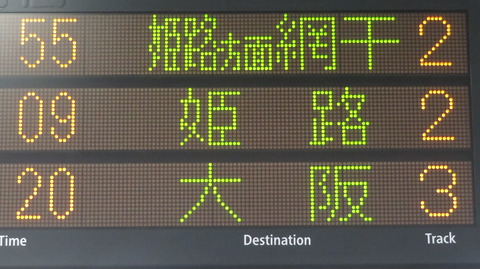 55 姫路方面網干 2
09 姫路 2
20 大阪 3
Time Destination Track